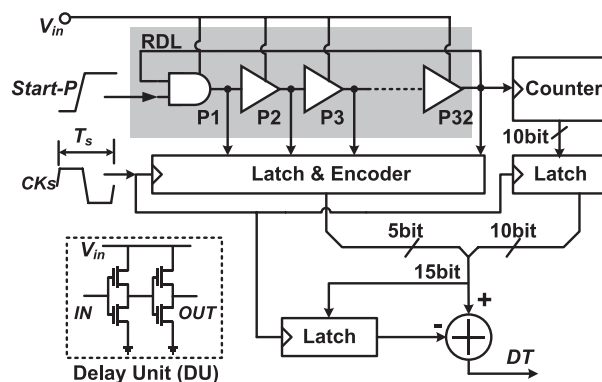 Vin
RDL
Start-P
P1
P2
P3
P32
Counter
10bit
Ts
CKs
Latch & Encoder
Latch
5bit
10bit
15bit
Vin
IN
OUT
Delay Unit (DU)
Latch
+
-
DT